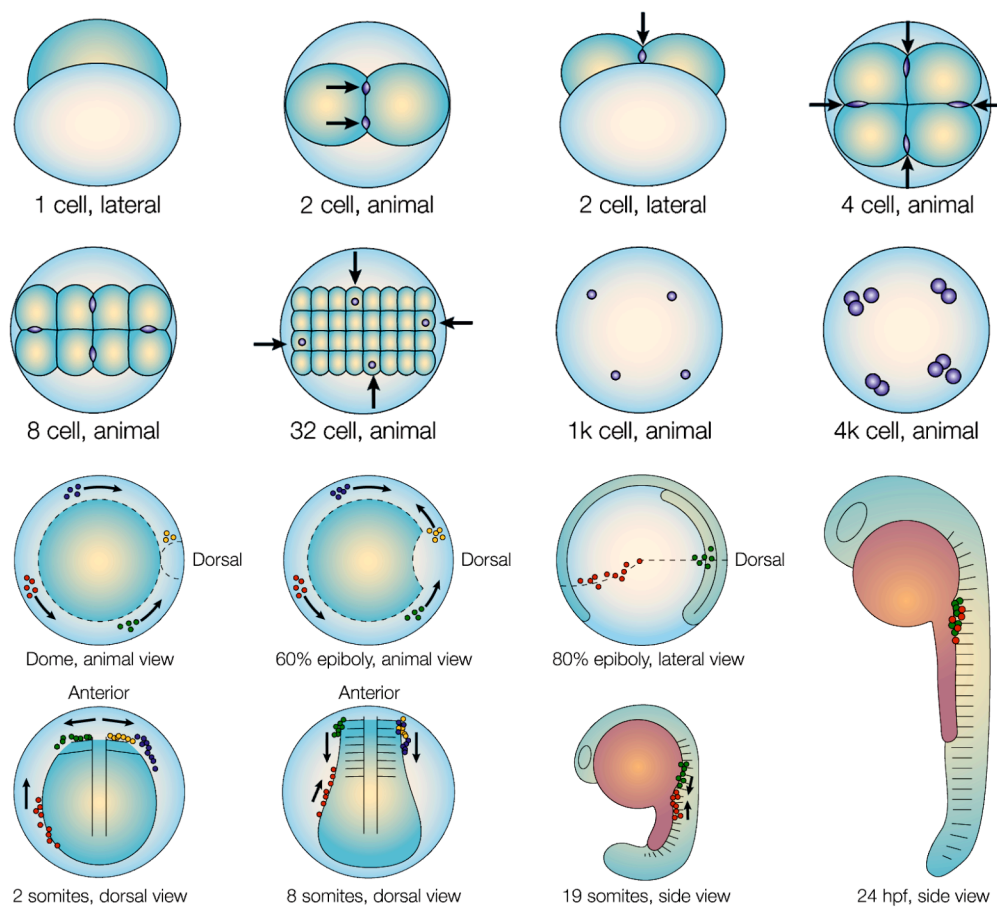 1 cell, lateral
2 cell, animal
2 cell, lateral
4 cell, animal
8 cell, animal
32 cell, animal
1k cell, animal
4k cell, animal
Dorsal
Dorsal
Dorsal
Dome, animal view
60% epiboly, animal view
80% epiboly, lateral view
Anterior
Anterior
2 somites, dorsal view
8 somites, dorsal view
19 somites, side view
24 hpf, side view